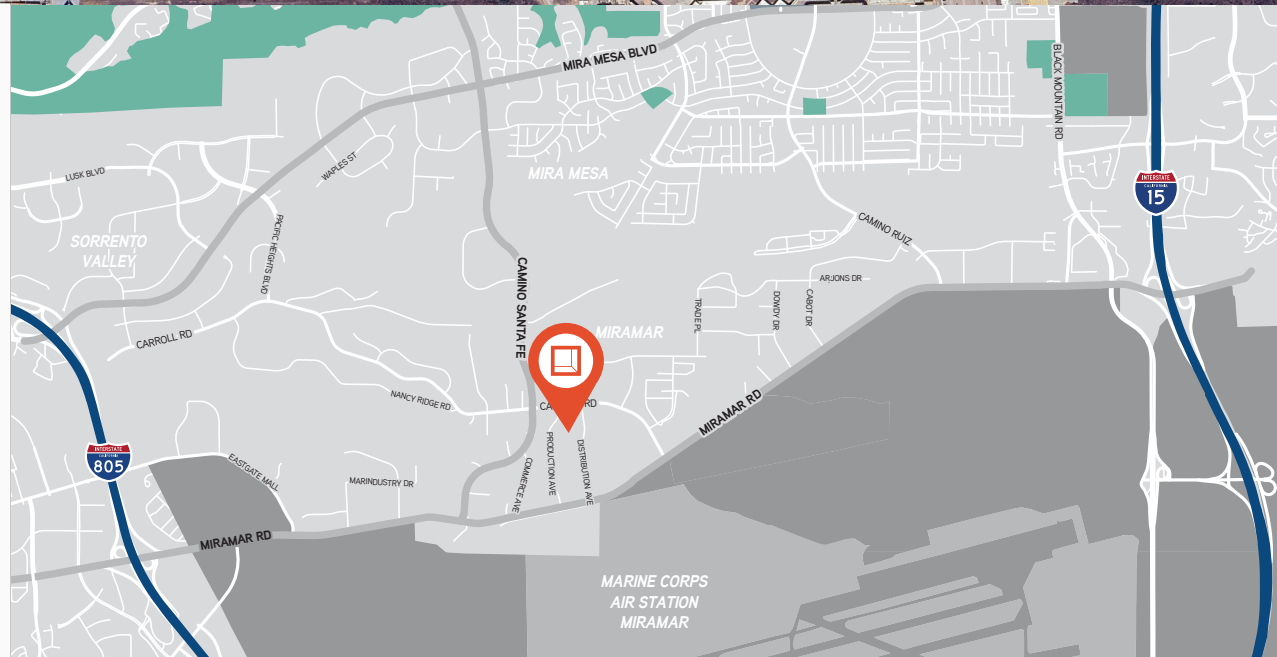 MIRA MESA BLVD
BLACK MOUNTAIN RD
LUSK BLVD
WAPLES ST
MIRA MESA
INTERSTATE
CALIFORNIA
15
SORRENTO
VALLEY
PACIFIC HEIGHTS BLVD
CAMINO RUIZ
CAMINO SANTA FE
ARJONS DR
TRADE PL
DOWDY DR
CABOT DR
CARROLL RD
MIRAMAR
NANCY RIDGE RD
RD
MIRAMAR RD
INTERSTATE
CALIFORNIA
805
EASTGATE MALL
MARINDUSTRY DR
COMMERCE AVE
PRODUCTION AVE
DISTRIBUTION AVE
MIRAMAR RD
MARINE CORPS
AIR STATION
MIRAMAR